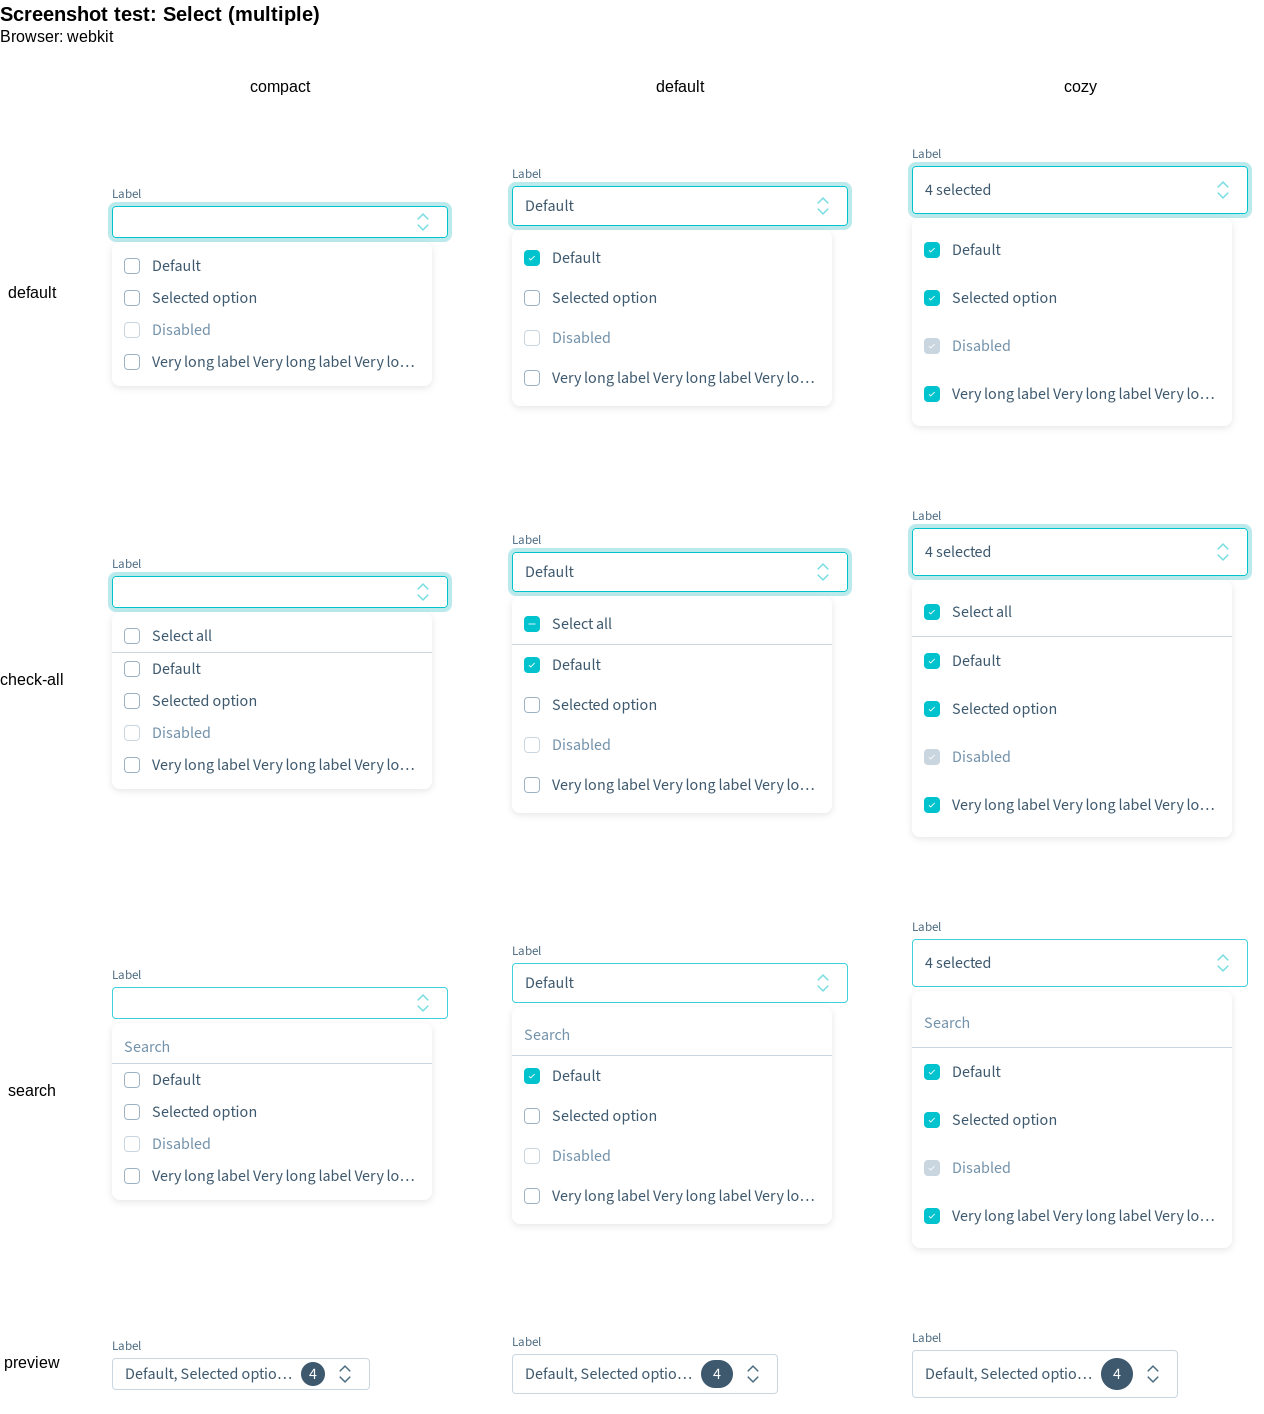 Screenshot test: Select (multiple)
Browser: webkit
compact
default
cozy
default
Label
Default
Selected option
Disabled
Very long label Very long label Very lo…
Label
Default
Default
Selected option
Disabled
Very long label Very long label Very lo…
Label
4 selected
Default
Selected option
Disabled
Very long label Very long label Very lo…
check-all
Label
Select all
Default
Selected option
Disabled
Very long label Very long label Very lo…
Label
Default
Select all
Default
Selected option
Disabled
Very long label Very long label Very lo…
Label
4 selected
Select all
Default
Selected option
Disabled
Very long label Very long label Very lo…
search
Label
Search
Default
Selected option
Disabled
Very long label Very long label Very lo…
Label
Default
Search
Default
Selected option
Disabled
Very long label Very long label Very lo…
Label
4 selected
Search
Default
Selected option
Disabled
Very long label Very long label Very lo…
preview
Label
Default, Selected optio… 4
Label
Default, Selected optio… 4
Label
Default, Selected optio… 4